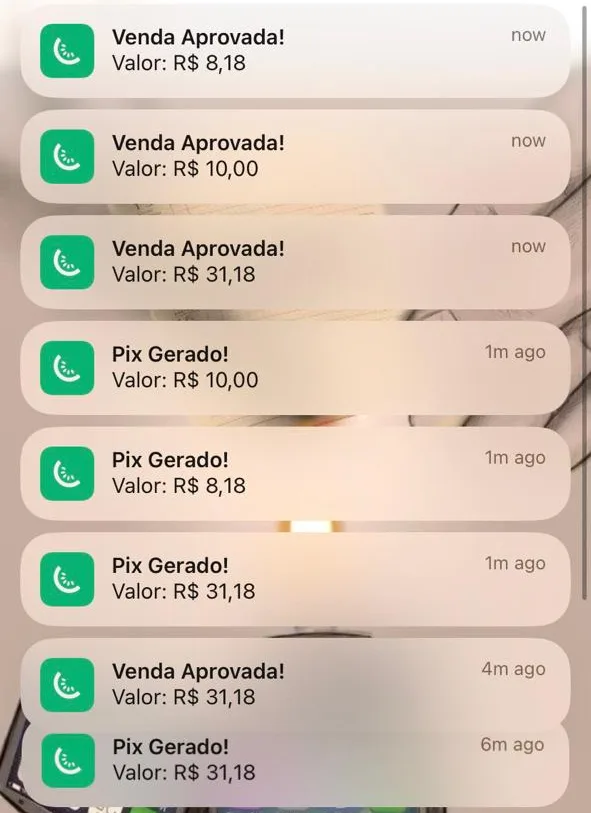 Venda Aprovada!
now
Valor: R$ 8,18
Venda Aprovada!
now
Valor: R$ 10,00
Venda Aprovada!
now
Valor: R$ 31,18
Pix Gerado!
1m ago
Valor: R$ 10,00
Pix Gerado!
1m ago
Valor: R$ 8,18
Pix Gerado!
1m ago
Valor: R$ 31,18
Venda Aprovada!
4m ago
Valor: R$ 31,18
Pix Gerado!
6m ago
Valor: R$ 31,18